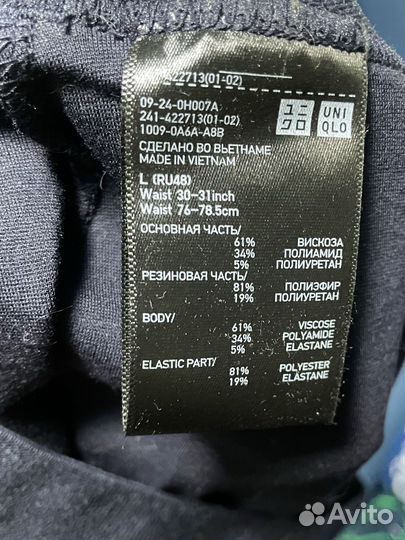 422713(01-02)
09-24-0H007A
241-422713(01-02)
1009-0A6A-A8B
UNI
QLO
СДЕЛАНО ВО ВЬЕТНАМЕ
MADE IN VIETNAM
L (RU48)
Waist 30-31inch
Waist 76-78.5cm
ОСНОВНАЯ ЧАСТЬ/
61% ВИСКОЗА
34% ПОЛИАМИД
5% ПОЛИУРЕТАН
РЕЗИНОВАЯ ЧАСТЬ/
81% ПОЛИЭФИР
19% ПОЛИУРЕТАН
BODY/
61% VISCOSE
34% POLYAMIDE
5% ELASTANE
ELASTIC PART/
81% POLYESTER
19% ELASTANE
Avito